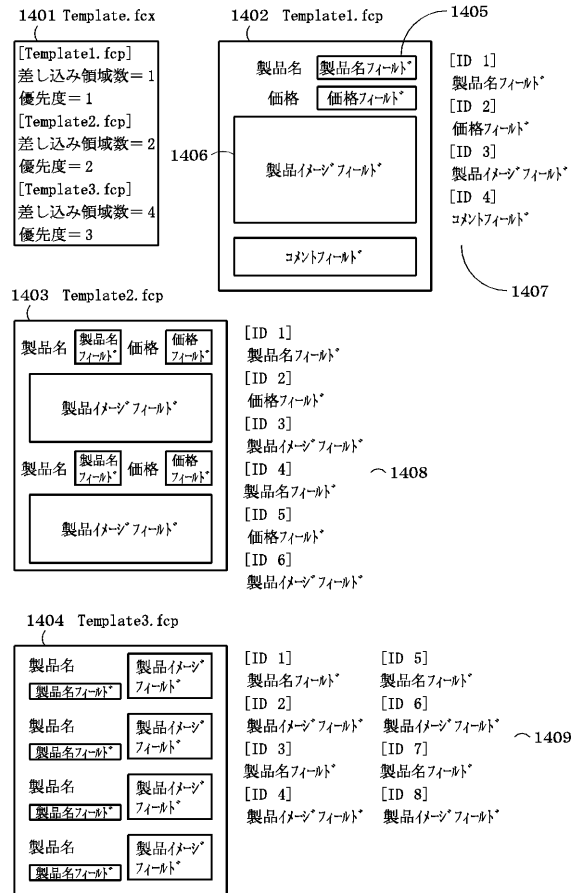 1401 Template.fcx
[Template1.fcp]
差し込み領域数＝1
優先度＝1
[Template2.fcp]
差し込み領域数＝2
優先度＝2
[Template3.fcp]
差し込み領域数＝4
優先度＝3
1402 Template1.fcp
1405
製品名 製品名ﾌｨｰﾙﾄﾞ
価格 価格ﾌｨｰﾙﾄﾞ
1406
製品ｲﾒｰｼﾞﾌｨｰﾙﾄﾞ
ｺﾒﾝﾄﾌｨｰﾙﾄﾞ
[ID 1]
製品名ﾌｨｰﾙﾄﾞ
[ID 2]
価格ﾌｨｰﾙﾄﾞ
[ID 3]
製品ｲﾒｰｼﾞﾌｨｰﾙﾄﾞ
[ID 4]
ｺﾒﾝﾄﾌｨｰﾙﾄﾞ
1407
1403 Template2.fcp
製品名 製品名ﾌｨｰﾙﾄﾞ 価格 価格ﾌｨｰﾙﾄﾞ
製品ｲﾒｰｼﾞﾌｨｰﾙﾄﾞ
製品名 製品名ﾌｨｰﾙﾄﾞ 価格 価格ﾌｨｰﾙﾄﾞ
製品ｲﾒｰｼﾞﾌｨｰﾙﾄﾞ
[ID 1]
製品名ﾌｨｰﾙﾄﾞ
[ID 2]
価格ﾌｨｰﾙﾄﾞ
[ID 3]
製品ｲﾒｰｼﾞﾌｨｰﾙﾄﾞ
[ID 4]
製品名ﾌｨｰﾙﾄﾞ
[ID 5]
価格ﾌｨｰﾙﾄﾞ
[ID 6]
製品ｲﾒｰｼﾞﾌｨｰﾙﾄﾞ
1408
1404 Template3.fcp
製品名
製品名ﾌｨｰﾙﾄﾞ
製品ｲﾒｰｼﾞ
ﾌｨｰﾙﾄﾞ
製品名
製品名ﾌｨｰﾙﾄﾞ
製品ｲﾒｰｼﾞ
ﾌｨｰﾙﾄﾞ
製品名
製品名ﾌｨｰﾙﾄﾞ
製品ｲﾒｰｼﾞ
ﾌｨｰﾙﾄﾞ
製品名
製品名ﾌｨｰﾙﾄﾞ
製品ｲﾒｰｼﾞ
ﾌｨｰﾙﾄﾞ
[ID 1]
製品名ﾌｨｰﾙﾄﾞ
[ID 2]
製品ｲﾒｰｼﾞﾌｨｰﾙﾄﾞ
[ID 3]
製品名ﾌｨｰﾙﾄﾞ
[ID 4]
製品ｲﾒｰｼﾞﾌｨｰﾙﾄﾞ
[ID 5]
製品名ﾌｨｰﾙﾄﾞ
[ID 6]
製品ｲﾒｰｼﾞﾌｨｰﾙﾄﾞ
[ID 7]
製品名ﾌｨｰﾙﾄﾞ
[ID 8]
製品ｲﾒｰｼﾞﾌｨｰﾙﾄﾞ
1409